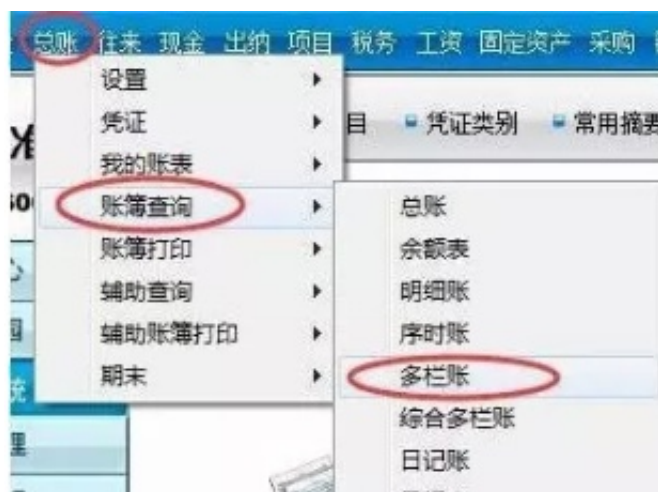 总账 往来 现金 出纳 项目 税务 工资 固定资产 采购
设置
凭证
目 凭证类别 常用摘要
我的账表
账簿查询
账簿打印
辅助查询
辅助账簿打印
期末
总账
余额表
明细账
序时账
多栏账
综合多栏账
日记账